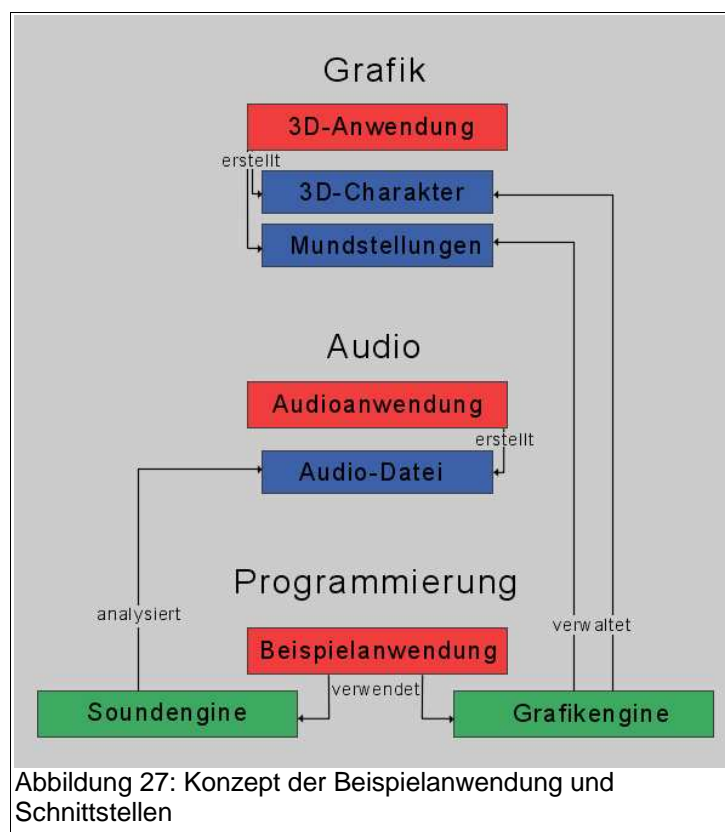 Grafik
3D-Anwendung
erstellt
3D-Charakter
Mundstellungen
Audio
Audioanwendung
erstellt
Audio-Datei
Programmierung
analysiert
verwaltet
Beispielanwendung
verwendet
Soundengine
Grafikengine
Abbildung 27: Konzept der Beispielanwendung und
Schnittstellen